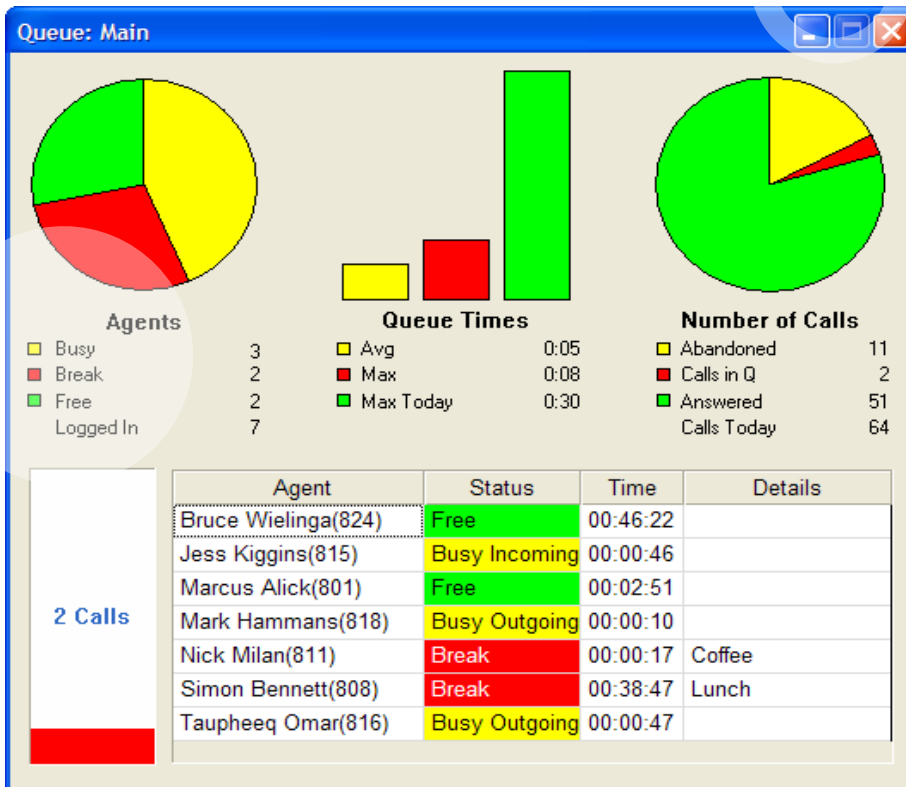 Queue: Main
Agents
Busy 3
Break 2
Free 2
Logged In 7
Queue Times
Avg 0:05
Max 0:08
Max Today 0:30
Number of Calls
Abandoned 11
Calls in Q 2
Answered 51
Calls Today 64
2 Calls
Agent Status Time Details
Bruce Wielinga(824) Free 00:46:22
Jess Kiggins(815) Busy Incoming 00:00:46
Marcus Alick(801) Free 00:02:51
Mark Hammans(818) Busy Outgoing 00:00:10
Nick Milan(811) Break 00:00:17 Coffee
Simon Bennett(808) Break 00:38:47 Lunch
Taupheeq Omar(816) Busy Outgoing 00:00:47